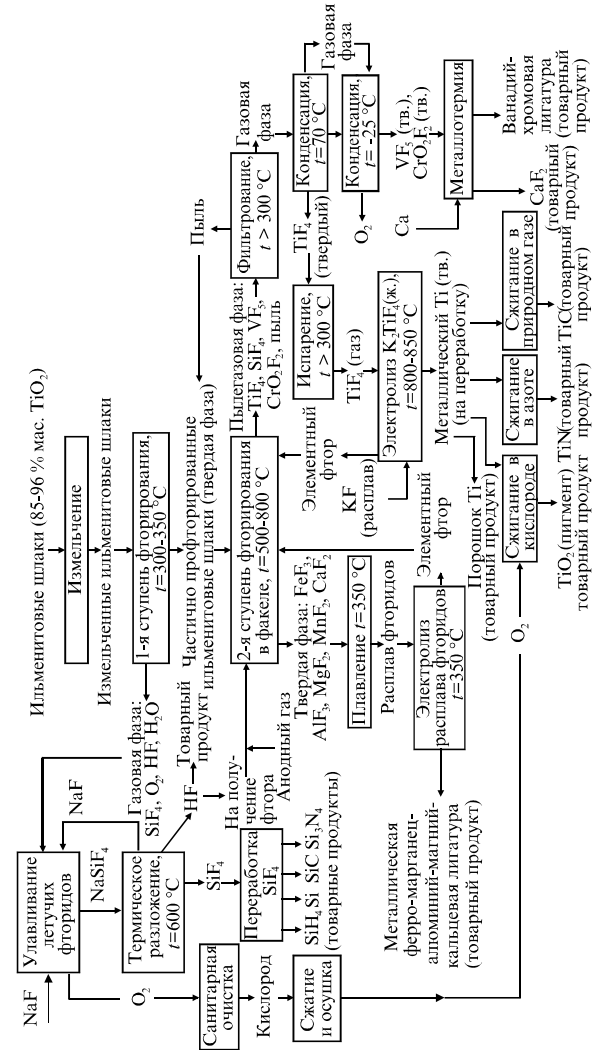 Ильменитовые шлаки (85-96 % мас. TiO₂)
Измельчение
Измельченные ильменитовые шлаки
1-я ступень фторирования,
t=300-350 °C
Частично профторированные
ильменитовые шлаки (твердая фаза)
2-я ступень фторирования
в факеле, t=500-800 °C
Твердая фаза: FeF₃,
AlF₃, MgF₂, MnF₂, CaF₂
Плавление t=350 °C
Расплав фторидов
Электролиз
расплава фторидов
t=350 °C
Элементный
фтор
Металлическая
ферро-марганец-
алюминий-магний-
кальцевая лигатура
(товарный продукт)
Газовая фаза:
SiF₄, O₂, HF, H₂O
NaF
NaF
Улавливание
летучих
фторидов
NaSiF₄
Термическое
разложение,
t=600 °C
HF
Товарный
продукт
На полу-
чение
фтора
Анодный газ
SiF₄
Переработка
SiF₄
SiH₄ Si SiC Si₃N₄
(товарные продукты)
O₂
Санитарная
очистка
Кислород
Сжатие
и осушка
O₂
Пылегазовая фаза:
TiF₄, SiF₄, VF₅,
CrO₂F₂, пыль
Пыль
Фильтрование,
t > 300 °C
Газовая
фаза
Конденсация,
t=70 °C
Газовая
фаза
Конденсация,
t= -25 °C
O₂
VF₅ (тв.),
CrO₂F₂ (тв.)
Ca
Металлотермия
CaF₂
(товарный
продукт)
Ванадий-
хромовая
лигатура
(товарный
продукт)
TiF₄
(твердый)
Испарение,
t > 300 °C
TiF₄ (газ)
Электролиз K₂TiF₄(ж.),
t=800-850 °C
Элементный
фтор
KF
(расплав)
Металлический Ti (тв.)
(на переработку)
Порошок Ti
(товарный продукт)
Сжигание в
кислороде
Сжигание
в азоте
Сжигание в
природном газе
TiO₂ (пигмент)
товарный продукт
TiN(товарный
продукт)
TiC(товарный
продукт)